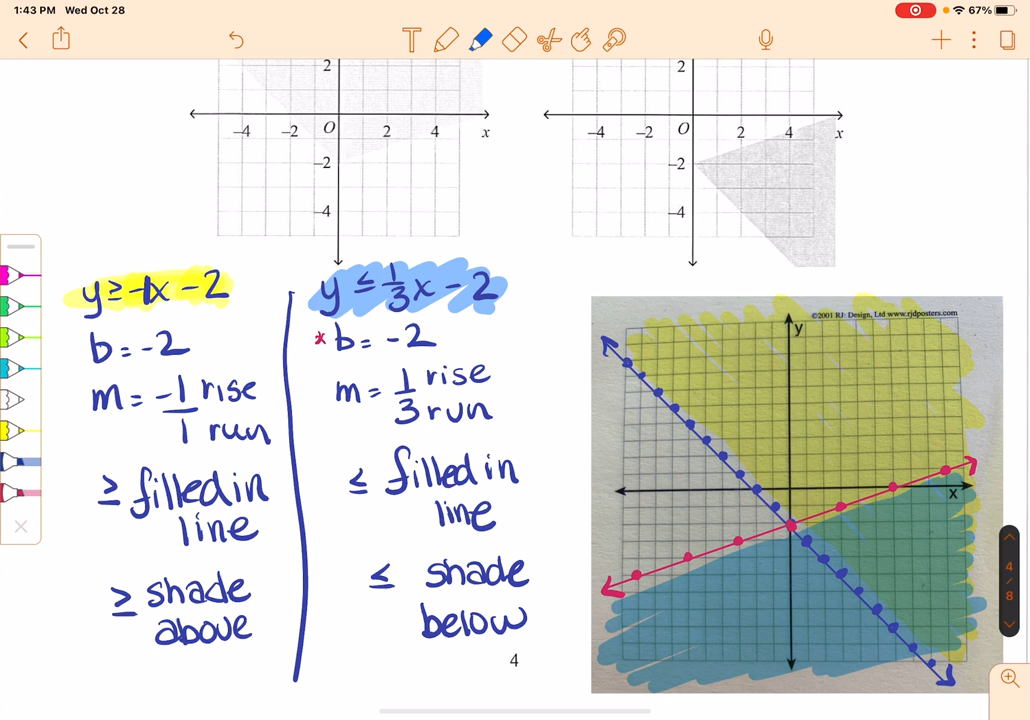 1:43 PM Wed Oct 28
67%
T
2
2
−4
−2
O
2
4
x
−4
−2
O
2
4
x
−2
−2
−4
−4
y ≥ -1x - 2
b = -2
m = -1 rise
1 run
≥ filled in
line
≥ shade
above
y ≤ 1/3 x - 2
* b = -2
m = 1 rise
3 run
≤ filled in
line
≤ shade
below
4
©2001 RJ. Design, Ltd www.rjdposters.com
y
x
4
/
8